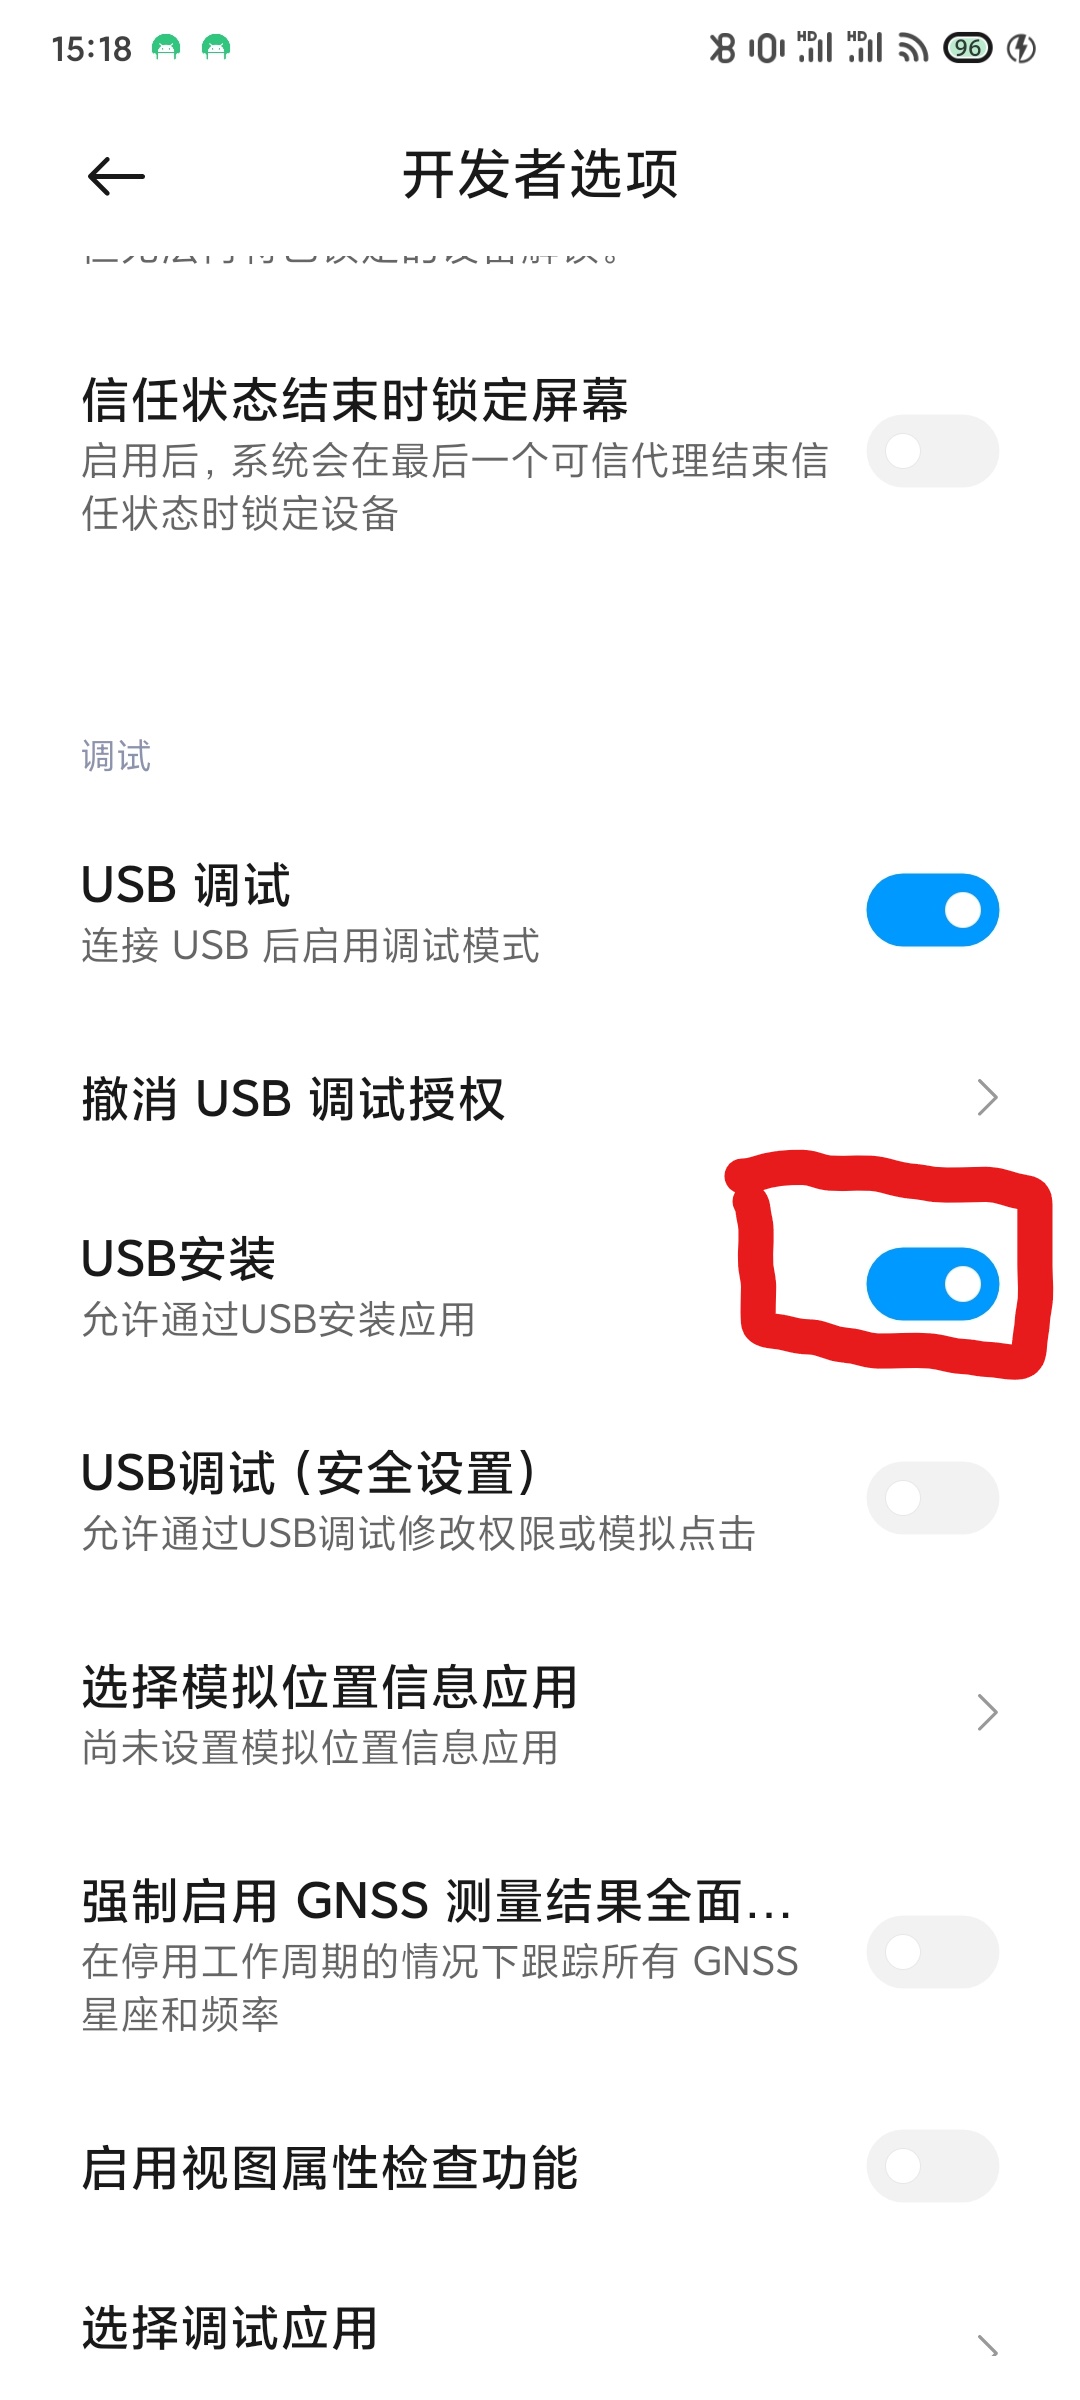 15:18
HD HD 96
开发者选项
信任状态结束时锁定屏幕
启用后，系统会在最后一个可信代理结束信
任状态时锁定设备
调试
USB 调试
连接 USB 后启用调试模式
撤消 USB 调试授权
USB安装
允许通过USB安装应用
USB调试（安全设置）
允许通过USB调试修改权限或模拟点击
选择模拟位置信息应用
尚未设置模拟位置信息应用
强制启用 GNSS 测量结果全面...
在停用工作周期的情况下跟踪所有 GNSS
星座和频率
启用视图属性检查功能
选择调试应用